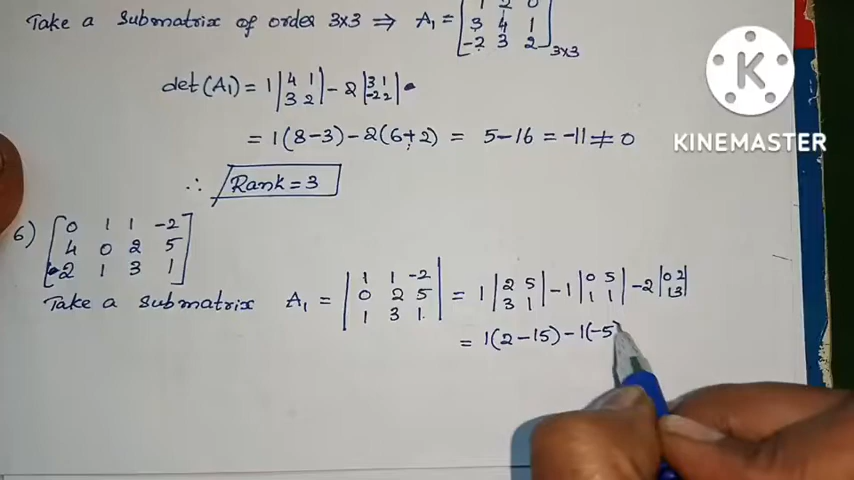 1 2 0
Take a submatrix of order 3x3 ⇒ A₁ = [3 4 1]
-2 3 2 3x3
det(A₁) = 1 |4 1; 3 2| - 2 |3 1; -2 2|
= 1(8-3) - 2(6+2) = 5-16 = -11 ≠ 0
∴ Rank = 3
6) [0 1 1 -2
4 0 2 5
2 1 3 1]
Take a submatrix A₁ = |1 1 -2; 0 2 5; 1 3 1| = 1 |2 5; 3 1| - 1 |0 5; 1 1| - 2 |0 2; 1 3|
= 1(2-15) - 1(-5)
K
KINEMASTER